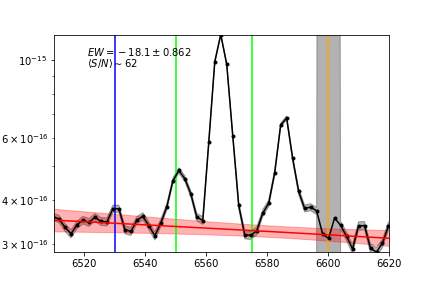 EW = −18.1 ± 0.862
⟨S/N⟩ ∼ 62
10⁻¹⁵
6 × 10⁻¹⁶
4 × 10⁻¹⁶
3 × 10⁻¹⁶
6520 6540 6560 6580 6600 6620